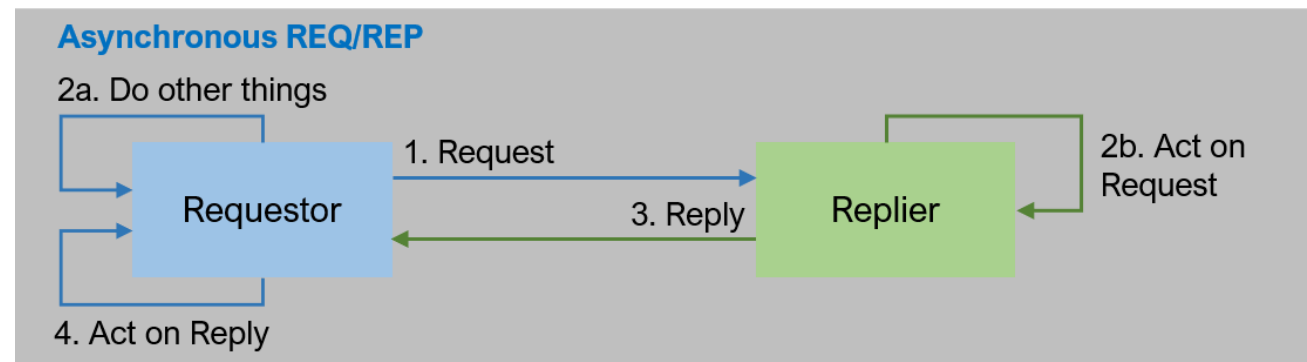 Asynchronous REQ/REP
2a. Do other things
1. Request
2b. Act on
Request
Requestor
3. Reply
Replier
4. Act on Reply